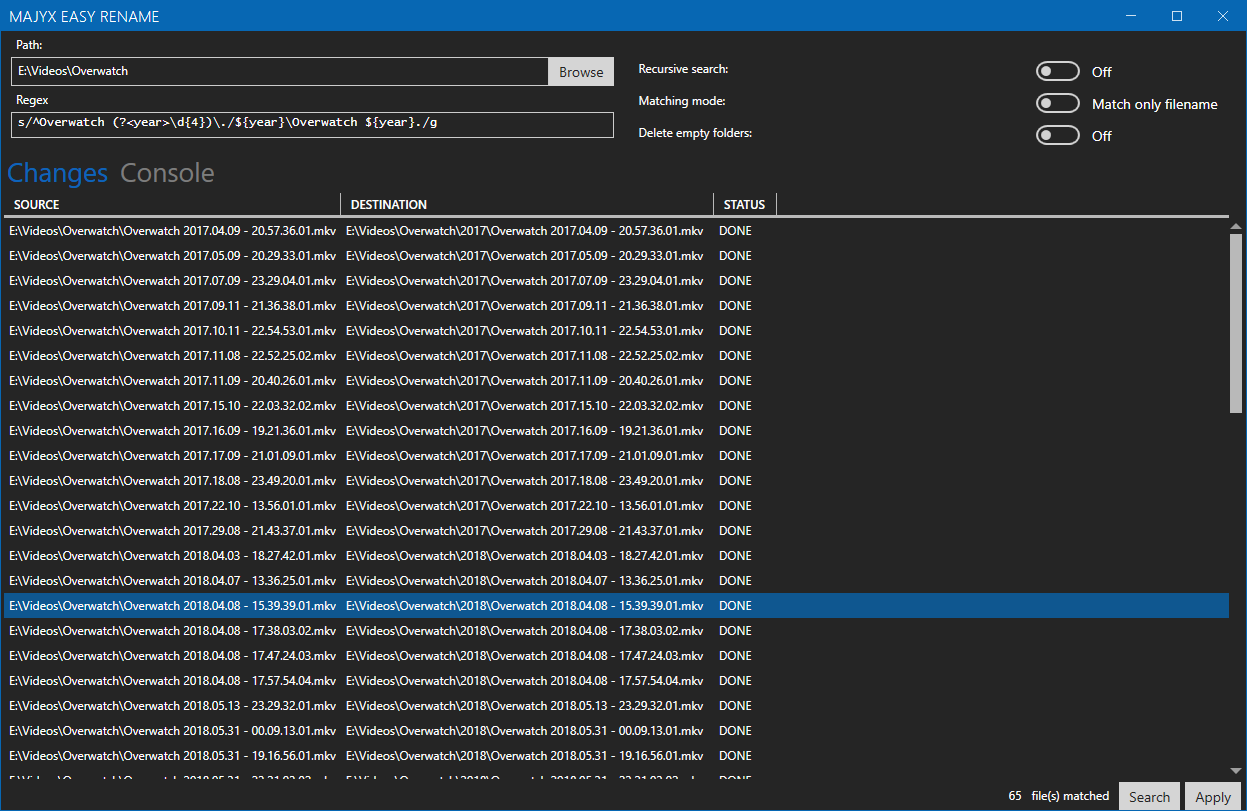 MAJYX EASY RENAME
Path:
E:\Videos\Overwatch Browse
Regex
s/^Overwatch (?<year>\d{4})\./${year}\Overwatch ${year}./g
Recursive search: Off
Matching mode: Match only filename
Delete empty folders: Off
Changes Console
SOURCE DESTINATION STATUS
E:\Videos\Overwatch\Overwatch 2017.04.09 - 20.57.36.01.mkv E:\Videos\Overwatch\2017\Overwatch 2017.04.09 - 20.57.36.01.mkv DONE
E:\Videos\Overwatch\Overwatch 2017.05.09 - 20.29.33.01.mkv E:\Videos\Overwatch\2017\Overwatch 2017.05.09 - 20.29.33.01.mkv DONE
E:\Videos\Overwatch\Overwatch 2017.07.09 - 23.29.04.01.mkv E:\Videos\Overwatch\2017\Overwatch 2017.07.09 - 23.29.04.01.mkv DONE
E:\Videos\Overwatch\Overwatch 2017.09.11 - 21.36.38.01.mkv E:\Videos\Overwatch\2017\Overwatch 2017.09.11 - 21.36.38.01.mkv DONE
E:\Videos\Overwatch\Overwatch 2017.10.11 - 22.54.53.01.mkv E:\Videos\Overwatch\2017\Overwatch 2017.10.11 - 22.54.53.01.mkv DONE
E:\Videos\Overwatch\Overwatch 2017.11.08 - 22.52.25.02.mkv E:\Videos\Overwatch\2017\Overwatch 2017.11.08 - 22.52.25.02.mkv DONE
E:\Videos\Overwatch\Overwatch 2017.11.09 - 20.40.26.01.mkv E:\Videos\Overwatch\2017\Overwatch 2017.11.09 - 20.40.26.01.mkv DONE
E:\Videos\Overwatch\Overwatch 2017.15.10 - 22.03.32.02.mkv E:\Videos\Overwatch\2017\Overwatch 2017.15.10 - 22.03.32.02.mkv DONE
E:\Videos\Overwatch\Overwatch 2017.16.09 - 19.21.36.01.mkv E:\Videos\Overwatch\2017\Overwatch 2017.16.09 - 19.21.36.01.mkv DONE
E:\Videos\Overwatch\Overwatch 2017.17.09 - 21.01.09.01.mkv E:\Videos\Overwatch\2017\Overwatch 2017.17.09 - 21.01.09.01.mkv DONE
E:\Videos\Overwatch\Overwatch 2017.18.08 - 23.49.20.01.mkv E:\Videos\Overwatch\2017\Overwatch 2017.18.08 - 23.49.20.01.mkv DONE
E:\Videos\Overwatch\Overwatch 2017.22.10 - 13.56.01.01.mkv E:\Videos\Overwatch\2017\Overwatch 2017.22.10 - 13.56.01.01.mkv DONE
E:\Videos\Overwatch\Overwatch 2017.29.08 - 21.43.37.01.mkv E:\Videos\Overwatch\2017\Overwatch 2017.29.08 - 21.43.37.01.mkv DONE
E:\Videos\Overwatch\Overwatch 2018.04.03 - 18.27.42.01.mkv E:\Videos\Overwatch\2018\Overwatch 2018.04.03 - 18.27.42.01.mkv DONE
E:\Videos\Overwatch\Overwatch 2018.04.07 - 13.36.25.01.mkv E:\Videos\Overwatch\2018\Overwatch 2018.04.07 - 13.36.25.01.mkv DONE
E:\Videos\Overwatch\Overwatch 2018.04.08 - 15.39.39.01.mkv E:\Videos\Overwatch\2018\Overwatch 2018.04.08 - 15.39.39.01.mkv DONE
E:\Videos\Overwatch\Overwatch 2018.04.08 - 17.38.03.02.mkv E:\Videos\Overwatch\2018\Overwatch 2018.04.08 - 17.38.03.02.mkv DONE
E:\Videos\Overwatch\Overwatch 2018.04.08 - 17.47.24.03.mkv E:\Videos\Overwatch\2018\Overwatch 2018.04.08 - 17.47.24.03.mkv DONE
E:\Videos\Overwatch\Overwatch 2018.04.08 - 17.57.54.04.mkv E:\Videos\Overwatch\2018\Overwatch 2018.04.08 - 17.57.54.04.mkv DONE
E:\Videos\Overwatch\Overwatch 2018.05.13 - 23.29.32.01.mkv E:\Videos\Overwatch\2018\Overwatch 2018.05.13 - 23.29.32.01.mkv DONE
E:\Videos\Overwatch\Overwatch 2018.05.31 - 00.09.13.01.mkv E:\Videos\Overwatch\2018\Overwatch 2018.05.31 - 00.09.13.01.mkv DONE
E:\Videos\Overwatch\Overwatch 2018.05.31 - 19.16.56.01.mkv E:\Videos\Overwatch\2018\Overwatch 2018.05.31 - 19.16.56.01.mkv DONE
65 file(s) matched Search Apply